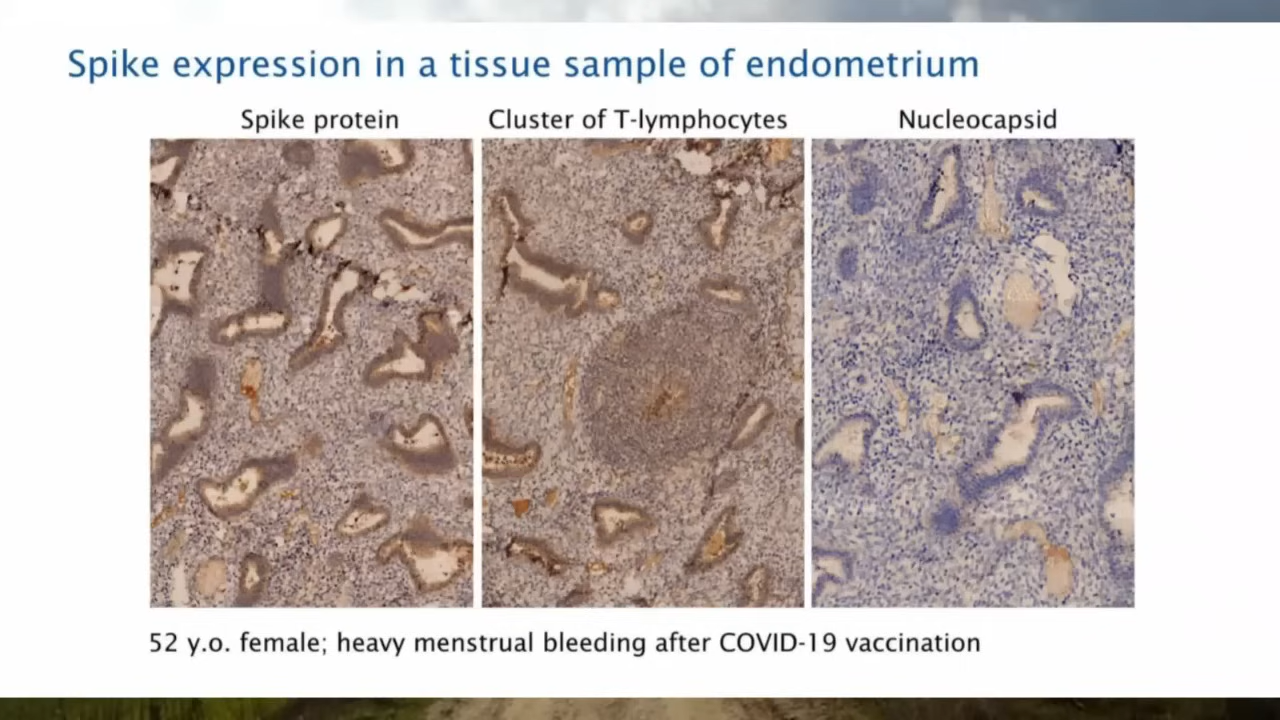 Spike expression in a tissue sample of endometrium
Spike protein
Cluster of T-lymphocytes
Nucleocapsid
52 y.o. female; heavy menstrual bleeding after COVID-19 vaccination